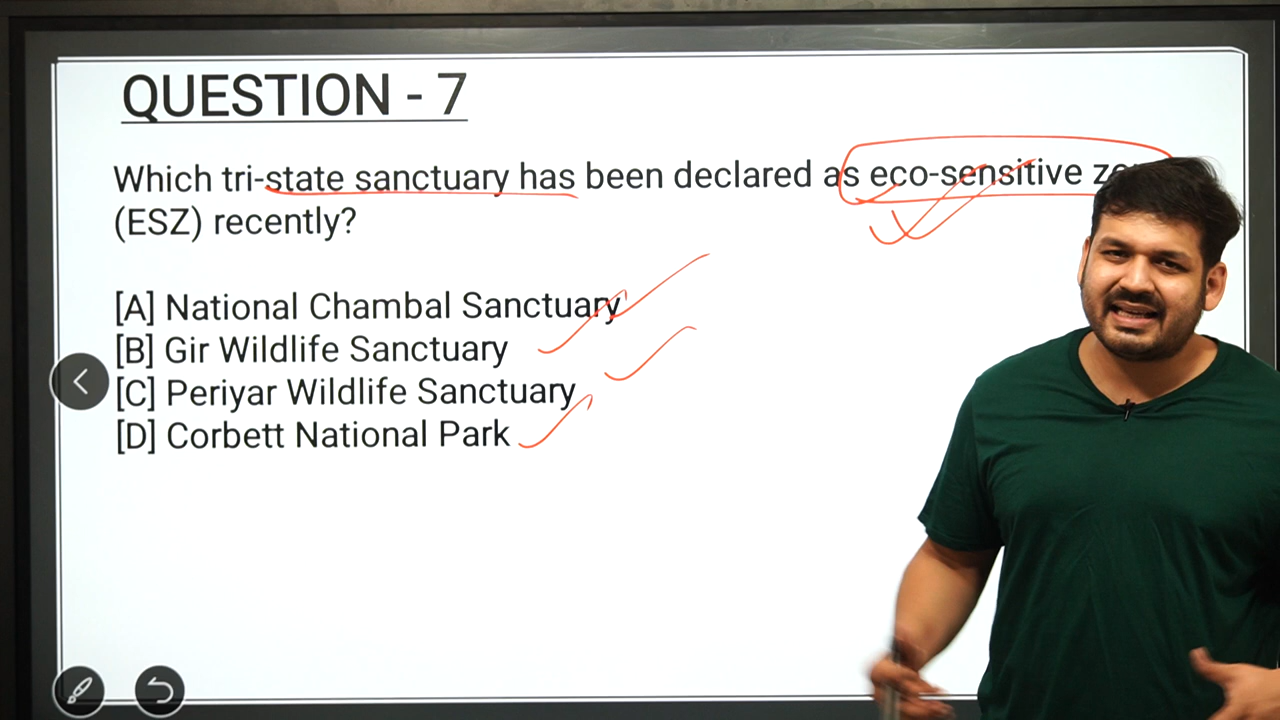 QUESTION - 7
Which tri-state sanctuary has been declared as eco-sensitive
(ESZ) recently?
[A] National Chambal Sanctuary
[B] Gir Wildlife Sanctuary
[C] Periyar Wildlife Sanctuary
[D] Corbett National Park